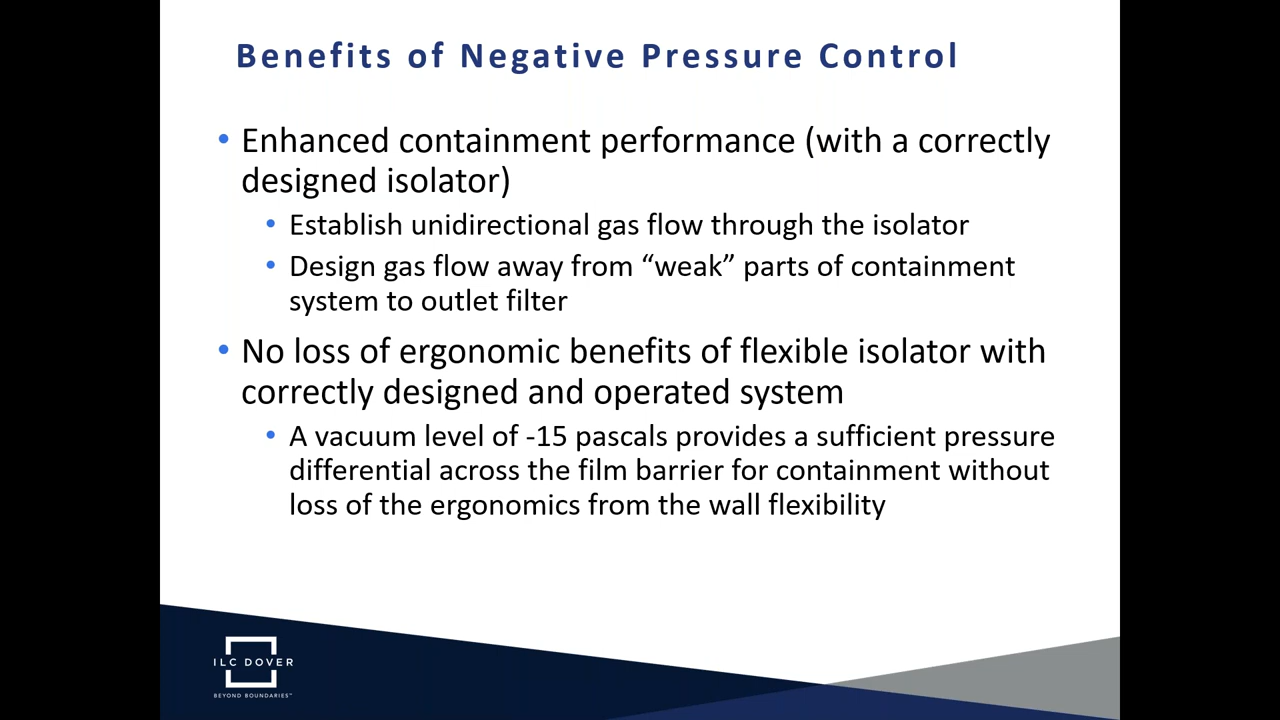 Benefits of Negative Pressure Control
• Enhanced containment performance (with a correctly
designed isolator)
• Establish unidirectional gas flow through the isolator
• Design gas flow away from “weak” parts of containment
system to outlet filter
• No loss of ergonomic benefits of flexible isolator with
correctly designed and operated system
• A vacuum level of -15 pascals provides a sufficient pressure
differential across the film barrier for containment without
loss of the ergonomics from the wall flexibility
ILC DOVER
BEYOND BOUNDARIES™